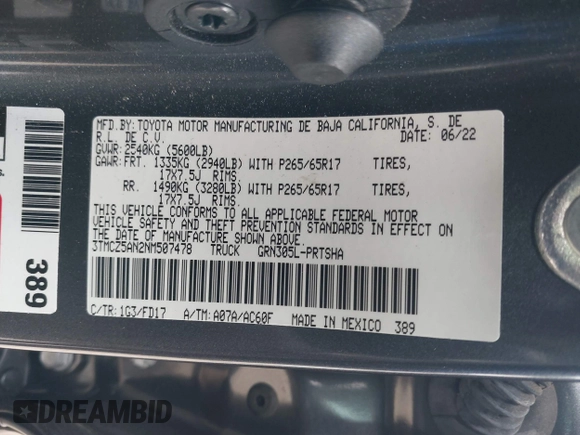 MFD.BY:TOYOTA MOTOR MANUFACTURING DE BAJA CALIFORNIA, S. DE
R.L. DE C.V. DATE: 06/22
GVWR:2540KG (5600LB)
GAWR:FRT. 1335KG (2940LB) WITH P265/65R17 TIRES,
17X7.5J RIMS.
RR. 1490KG (3280LB) WITH P265/65R17 TIRES,
17X7.5J RIMS.
THIS VEHICLE CONFORMS TO ALL APPLICABLE FEDERAL MOTOR
VEHICLE SAFETY AND THEFT PREVENTION STANDARDS IN EFFECT ON
THE DATE OF MANUFACTURE SHOWN ABOVE.
3TMCZ5AN2NM507478 TRUCK GRN305L-PRTSHA
C/TR:1G3/FD17 A/TM:A07A/AC60F MADE IN MEXICO 389
389
DREAMBID